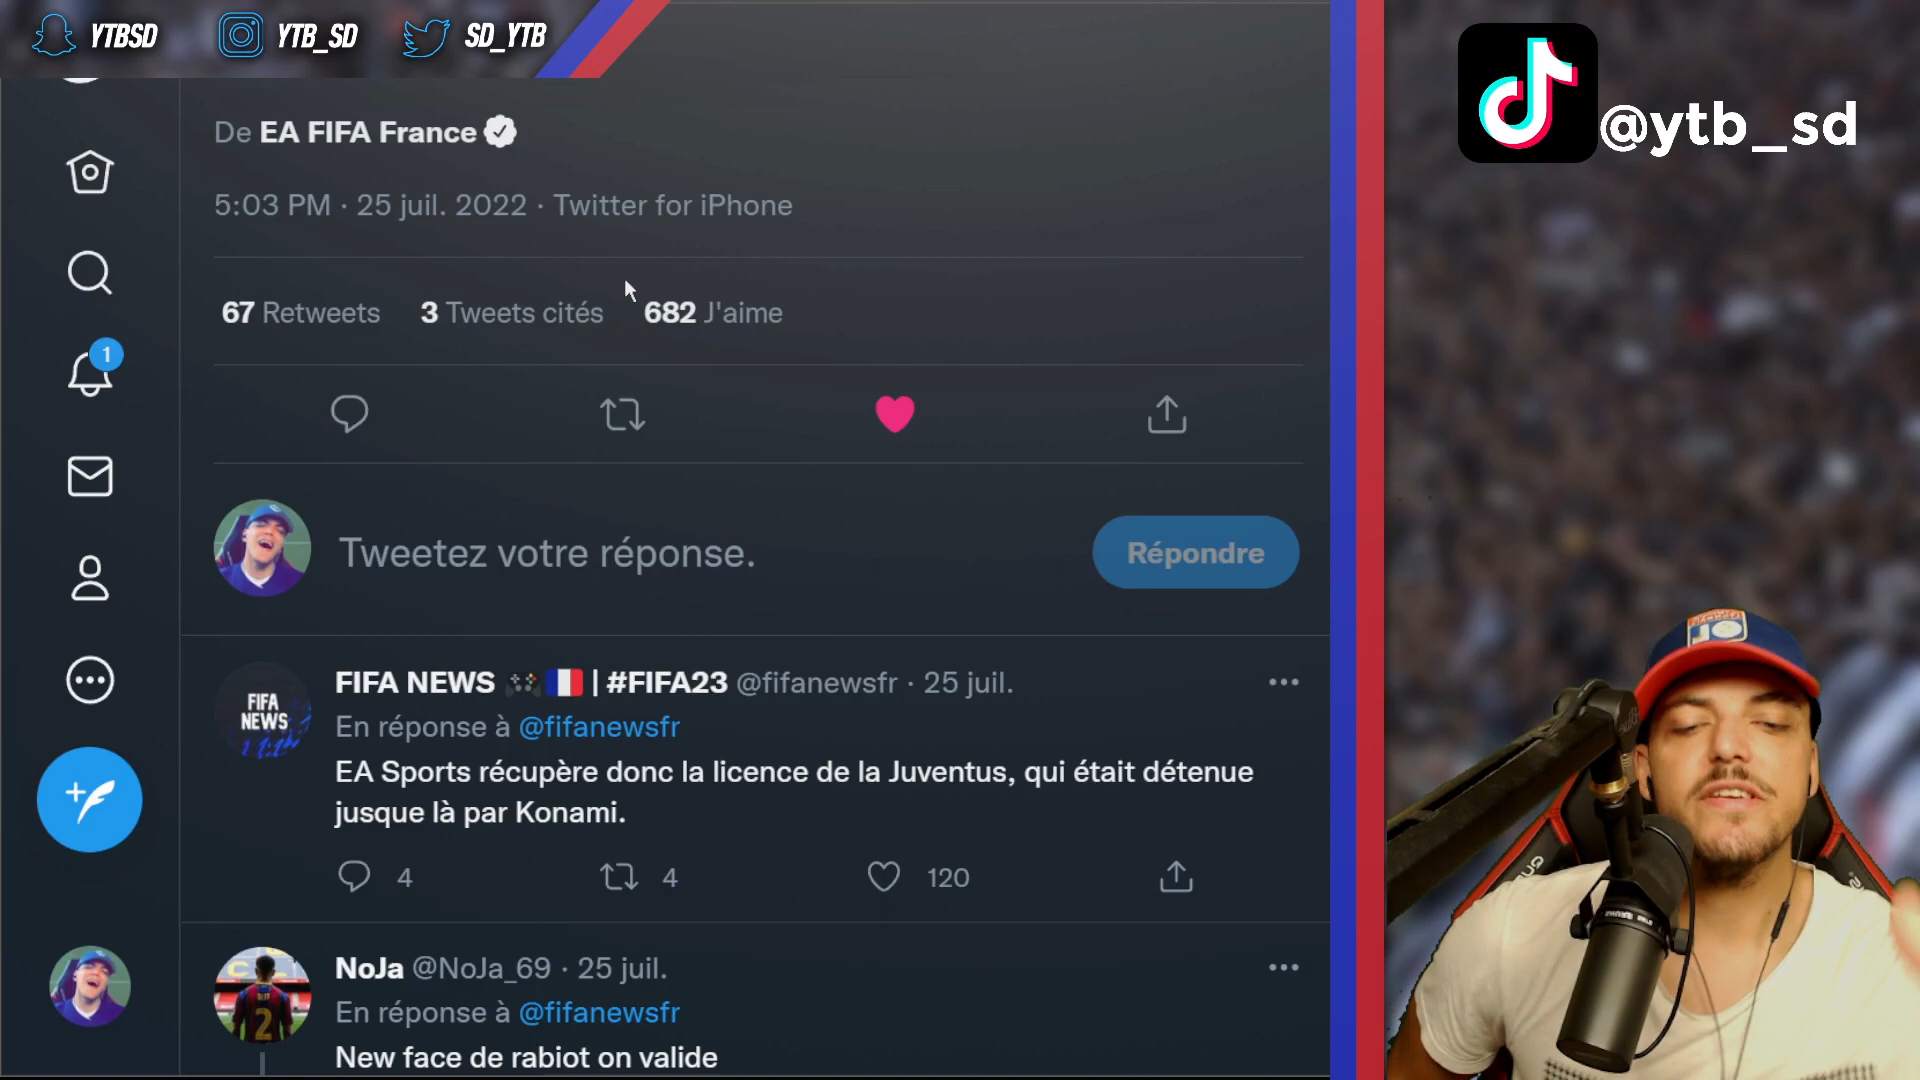 YTBSD YTB_SD SD_YTB
@ytb_sd
De EA FIFA France
5:03 PM · 25 juil. 2022 · Twitter for iPhone
67 Retweets 3 Tweets cités 682 J'aime
1
Tweetez votre réponse.
Répondre
FIFA NEWS | #FIFA23 @fifanewsfr · 25 juil.
FIFA
NEWS
En réponse à @fifanewsfr
EA Sports récupère donc la licence de la Juventus, qui était détenue
jusque là par Konami.
4 4 120
NoJa @NoJa_69 · 25 juil.
2
En réponse à @fifanewsfr
New face de rabiot on valide
JO